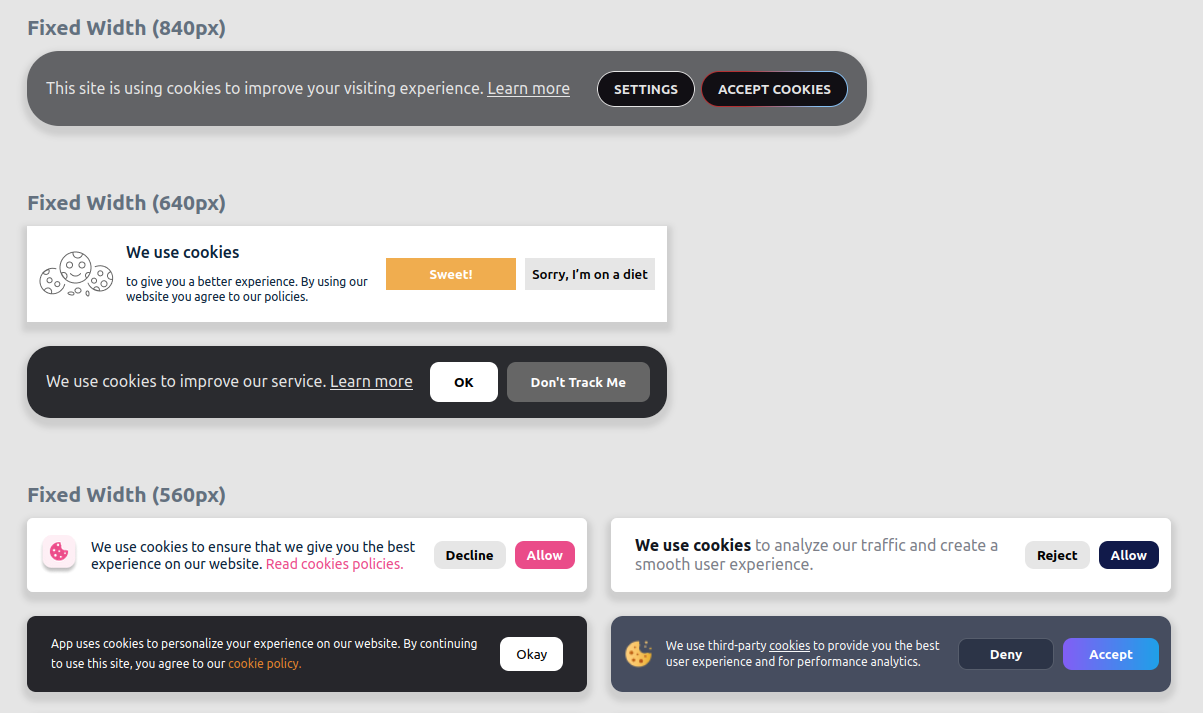 Fixed Width (840px)
This site is using cookies to improve your visiting experience. Learn more
SETTINGS
ACCEPT COOKIES
Fixed Width (640px)
We use cookies
to give you a better experience. By using our
website you agree to our policies.
Sweet!
Sorry, I'm on a diet
We use cookies to improve our service. Learn more
OK
Don't Track Me
Fixed Width (560px)
We use cookies to ensure that we give you the best
experience on our website. Read cookies policies.
Decline
Allow
We use cookies to analyze our traffic and create a
smooth user experience.
Reject
Allow
App uses cookies to personalize your experience on our website. By continuing
to use this site, you agree to our cookie policy.
Okay
We use third-party cookies to provide you the best
user experience and for performance analytics.
Deny
Accept